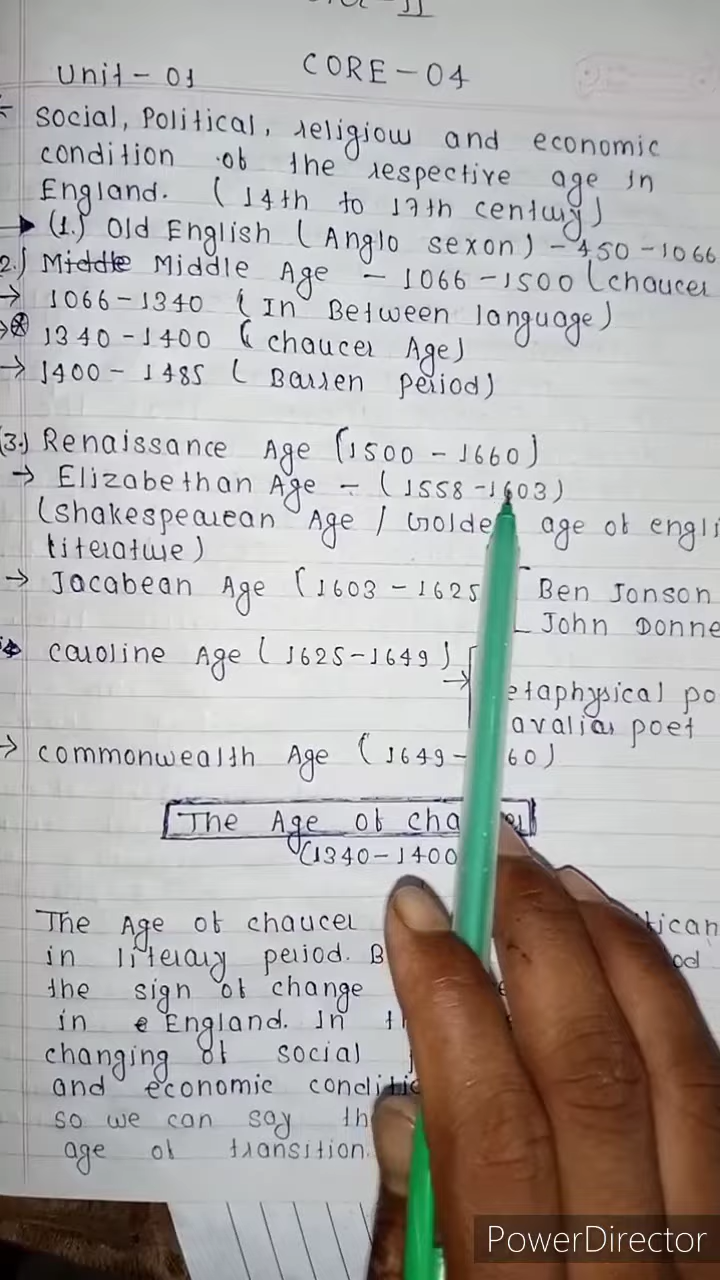 Unit - 01 CORE - 04
social, Political, religiow and economic
condition of the respective age in
England. (14th to 17th century)
(1.) Old English (Anglo sexon) - 450 - 1066
2.) Middle Middle Age - 1066 - 1500 (chaucer
→ 1066 - 1340 (In Between language)
→ 1340 - 1400 (chaucer Age)
→ 1400 - 1485 (Barren period)
(3.) Renaissance Age (1500 - 1660)
→ Elizabethan Age - (1558 - 1603)
(shakespearean Age / Golde age of engli
literature)
→ Jacabean Age (1603 - 1625 Ben Jonson
John Donne
caroline Age (1625 - 1649)
→ etaphysical po
avalier poet
→ commonwealth Age (1649 - 60)
The Age of cha
(1340 - 1400
The Age of chaucer
in literary period. B
the sign of change
in e England. In
changing of social
and economic conditi
so we can say th
age of transition.
PowerDirector